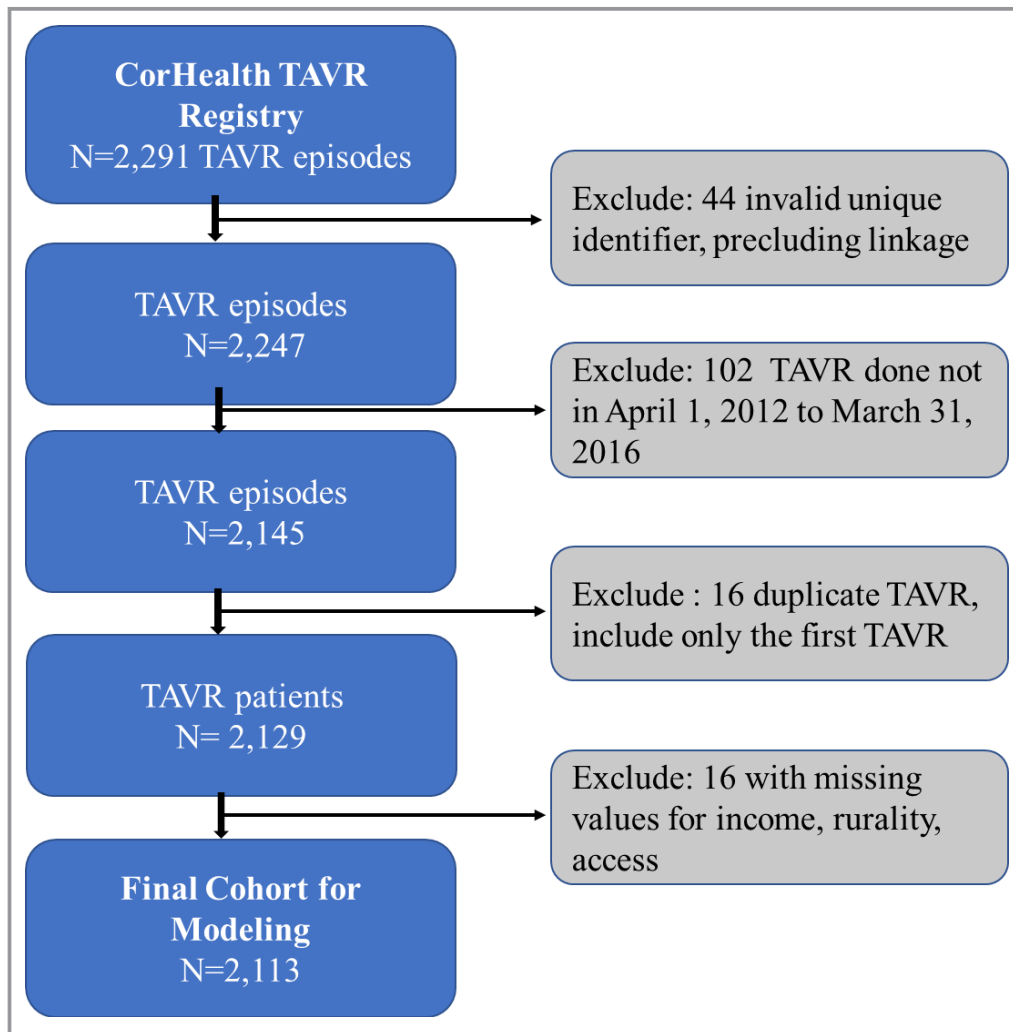 CorHealth TAVR
Registry
N=2,291 TAVR episodes
Exclude: 44 invalid unique
identifier, precluding linkage
TAVR episodes
N=2,247
Exclude: 102  TAVR done not
in April 1, 2012 to March 31,
2016
TAVR episodes
N=2,145
Exclude : 16 duplicate TAVR,
include only the first TAVR
TAVR patients
N= 2,129
Exclude: 16 with missing
values for income, rurality,
access
Final Cohort for
Modeling
N=2,113